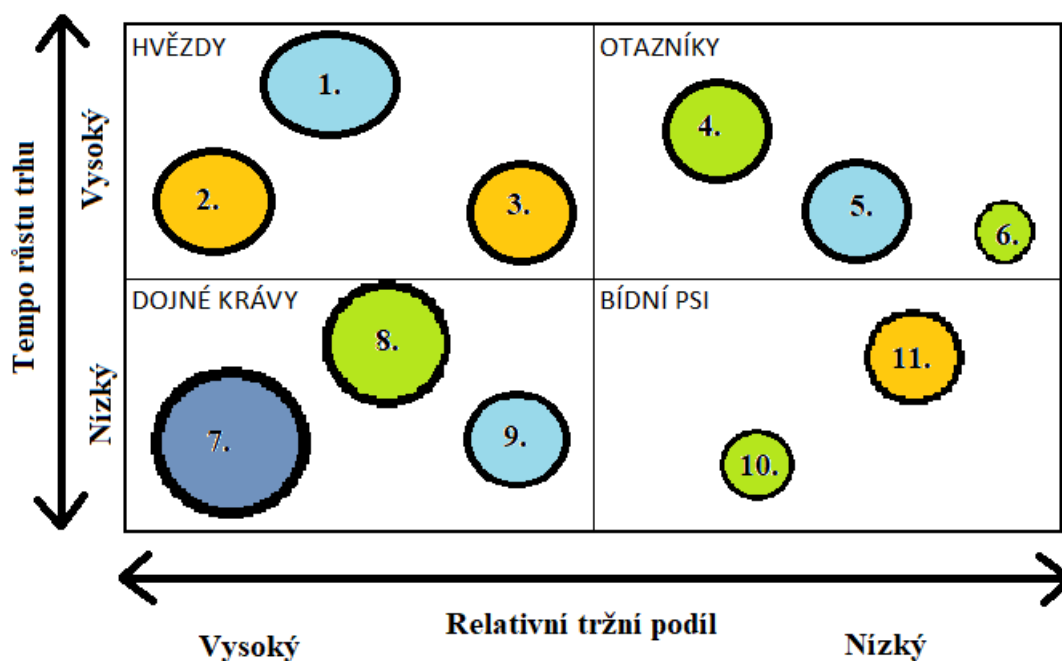 HVĚZDY
OTAZNÍKY
1.
2.
3.
4.
5.
6.
DOJNÉ KRÁVY
BÍDNÍ PSI
7.
8.
9.
10.
11.
Tempo růstu trhu
Vysoký
Nízký
Relativní tržní podíl
Vysoký
Nízký